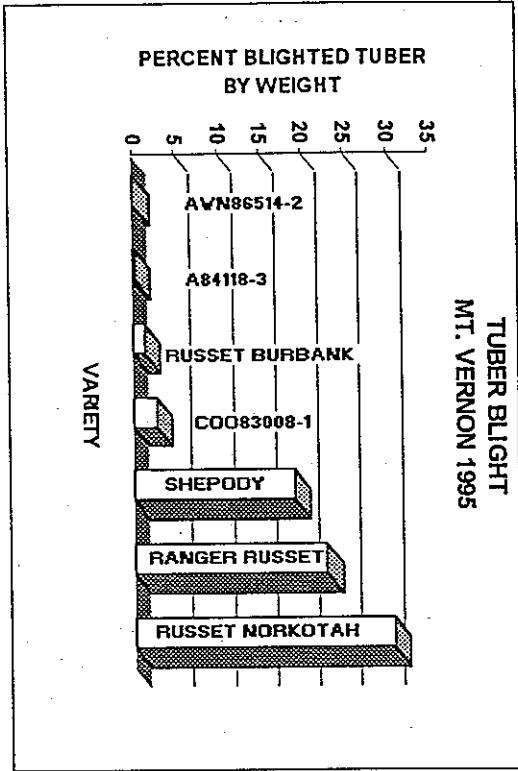 TUBER BLIGHT
MT. VERNON 1995
PERCENT BLIGHTED TUBER
BY WEIGHT
35
30
25
20
15
10
5
0
AWN86514-2
A84118-3
RUSSET BURBANK
COO83008-1
SHEPODY
RANGER RUSSET
RUSSET NORKOTAH
VARIETY